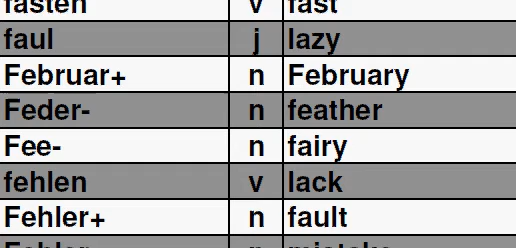 fasten v fast
faul j lazy
Februar+ n February
Feder- n feather
Fee- n fairy
fehlen v lack
Fehler+ n fault